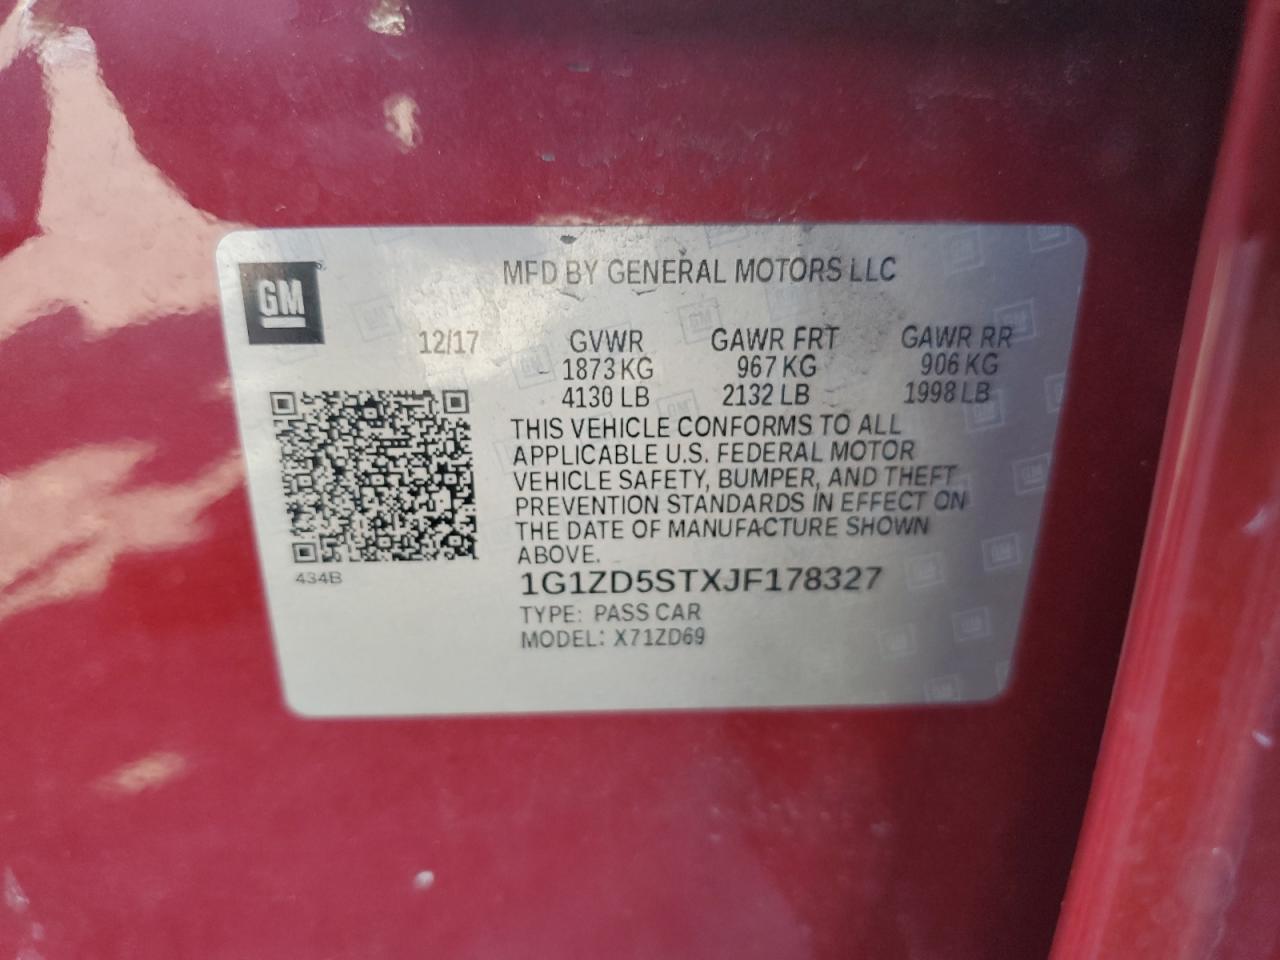 GM
MFD BY GENERAL MOTORS LLC
12/17 GVWR GAWR FRT GAWR RR
1873 KG 967 KG 906 KG
4130 LB 2132 LB 1998 LB
THIS VEHICLE CONFORMS TO ALL
APPLICABLE U.S. FEDERAL MOTOR
VEHICLE SAFETY, BUMPER, AND THEFT
PREVENTION STANDARDS IN EFFECT ON
THE DATE OF MANUFACTURE SHOWN
ABOVE.
434B
1G1ZD5STXJF178327
TYPE: PASS CAR
MODEL: X71ZD69